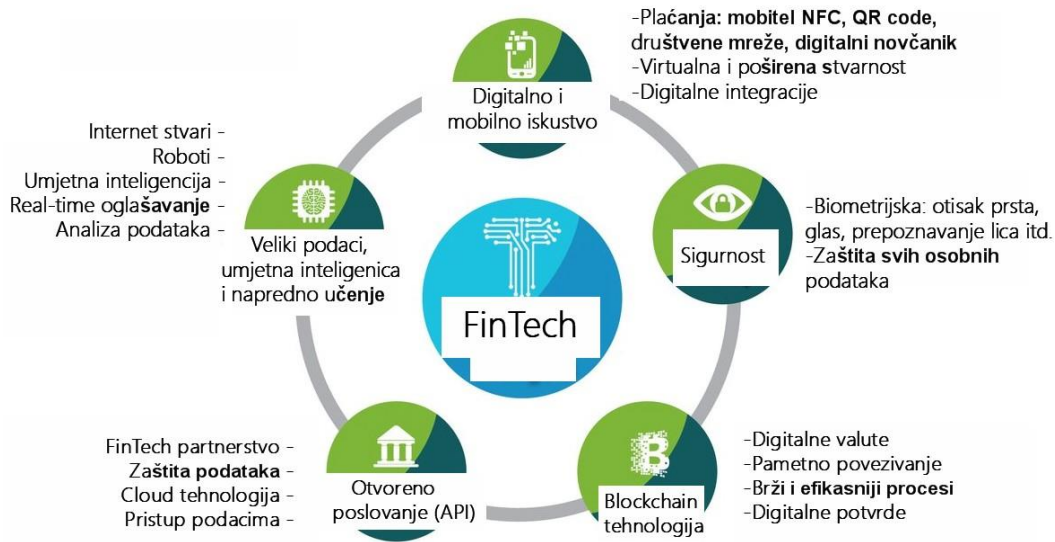 -Plaćanja: mobitel NFC, QR code,
društvene mreže, digitalni novčanik
-Virtualna i poširena stvarnost
-Digitalne integracije
Digitalno i
mobilno iskustvo
Internet stvari -
Roboti -
Umjetna inteligencija -
Real-time oglašavanje -
Analiza podataka -
Veliki podaci,
umjetna inteligenica
i napredno učenje
Sigurnost
-Biometrijska: otisak prsta,
glas, prepoznavanje lica itd.
-Zaštita svih osobnih
podataka
FinTech
FinTech partnerstvo -
Zaštita podataka -
Cloud tehnologija -
Pristup podacima -
Otvoreno
poslovanje (API)
Blockchain
tehnologija
-Digitalne valute
-Pametno povezivanje
-Brži i efikasniji procesi
-Digitalne potvrde